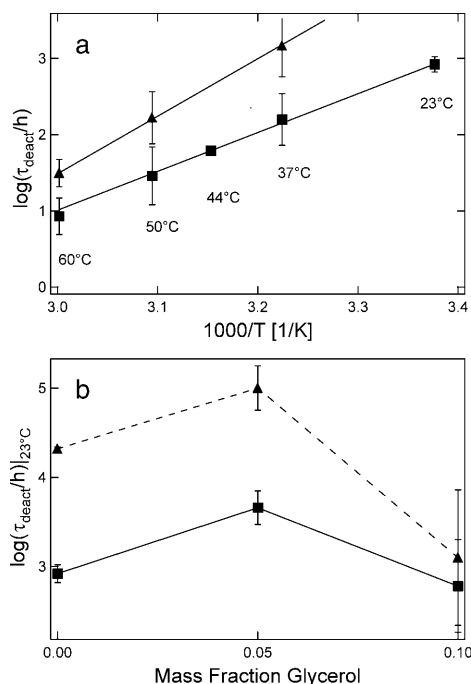 a
log(τdeact/h)
3
2
1
0
60°C
50°C
44°C
37°C
23°C
3.0
3.1
3.2
3.3
3.4
1000/T [1/K]
b
log(τdeact/h)|23°C
5
4
3
0.00
0.05
0.10
Mass Fraction Glycerol